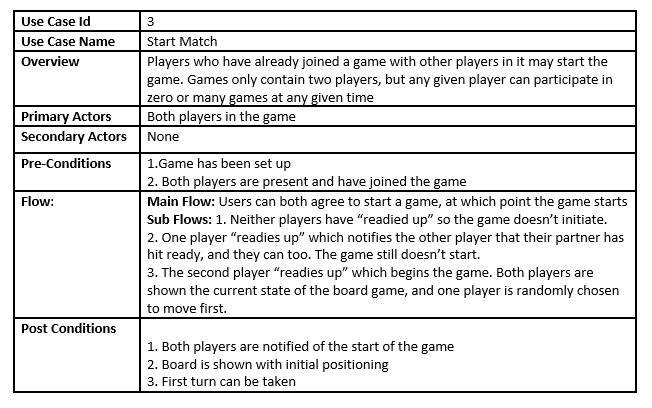 Use Case Id 3
Use Case Name Start Match
Overview Players who have already joined a game with other players in it may start the
game. Games only contain two players, but any given player can participate in
zero or many games at any given time
Primary Actors Both players in the game
Secondary Actors None
Pre-Conditions 1.Game has been set up
2. Both players are present and have joined the game
Flow: Main Flow: Users can both agree to start a game, at which point the game starts
Sub Flows: 1. Neither players have “readied up” so the game doesn’t initiate.
2. One player “readies up” which notifies the other player that their partner has
hit ready, and they can too. The game still doesn’t start.
3. The second player “readies up” which begins the game. Both players are
shown the current state of the board game, and one player is randomly chosen
to move first.
Post Conditions
1. Both players are notified of the start of the game
2. Board is shown with initial positioning
3. First turn can be taken